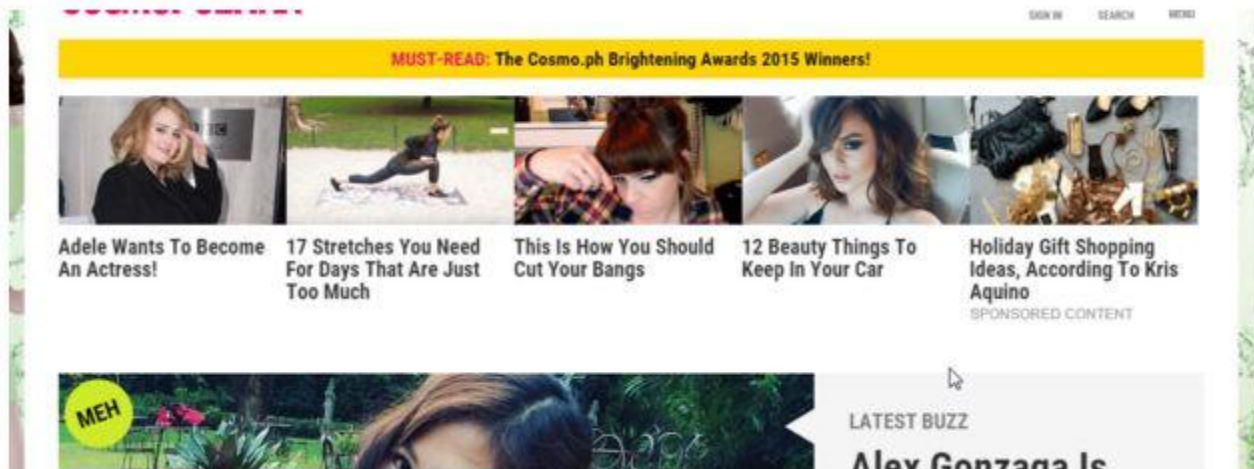 SIGN IN SEARCH MENU
MUST-READ: The Cosmo.ph Brightening Awards 2015 Winners!
Adele Wants To Become
An Actress!
17 Stretches You Need
For Days That Are Just
Too Much
This Is How You Should
Cut Your Bangs
12 Beauty Things To
Keep In Your Car
Holiday Gift Shopping
Ideas, According To Kris
Aquino
SPONSORED CONTENT
MEH
LATEST BUZZ
Alex Gonzaga Is